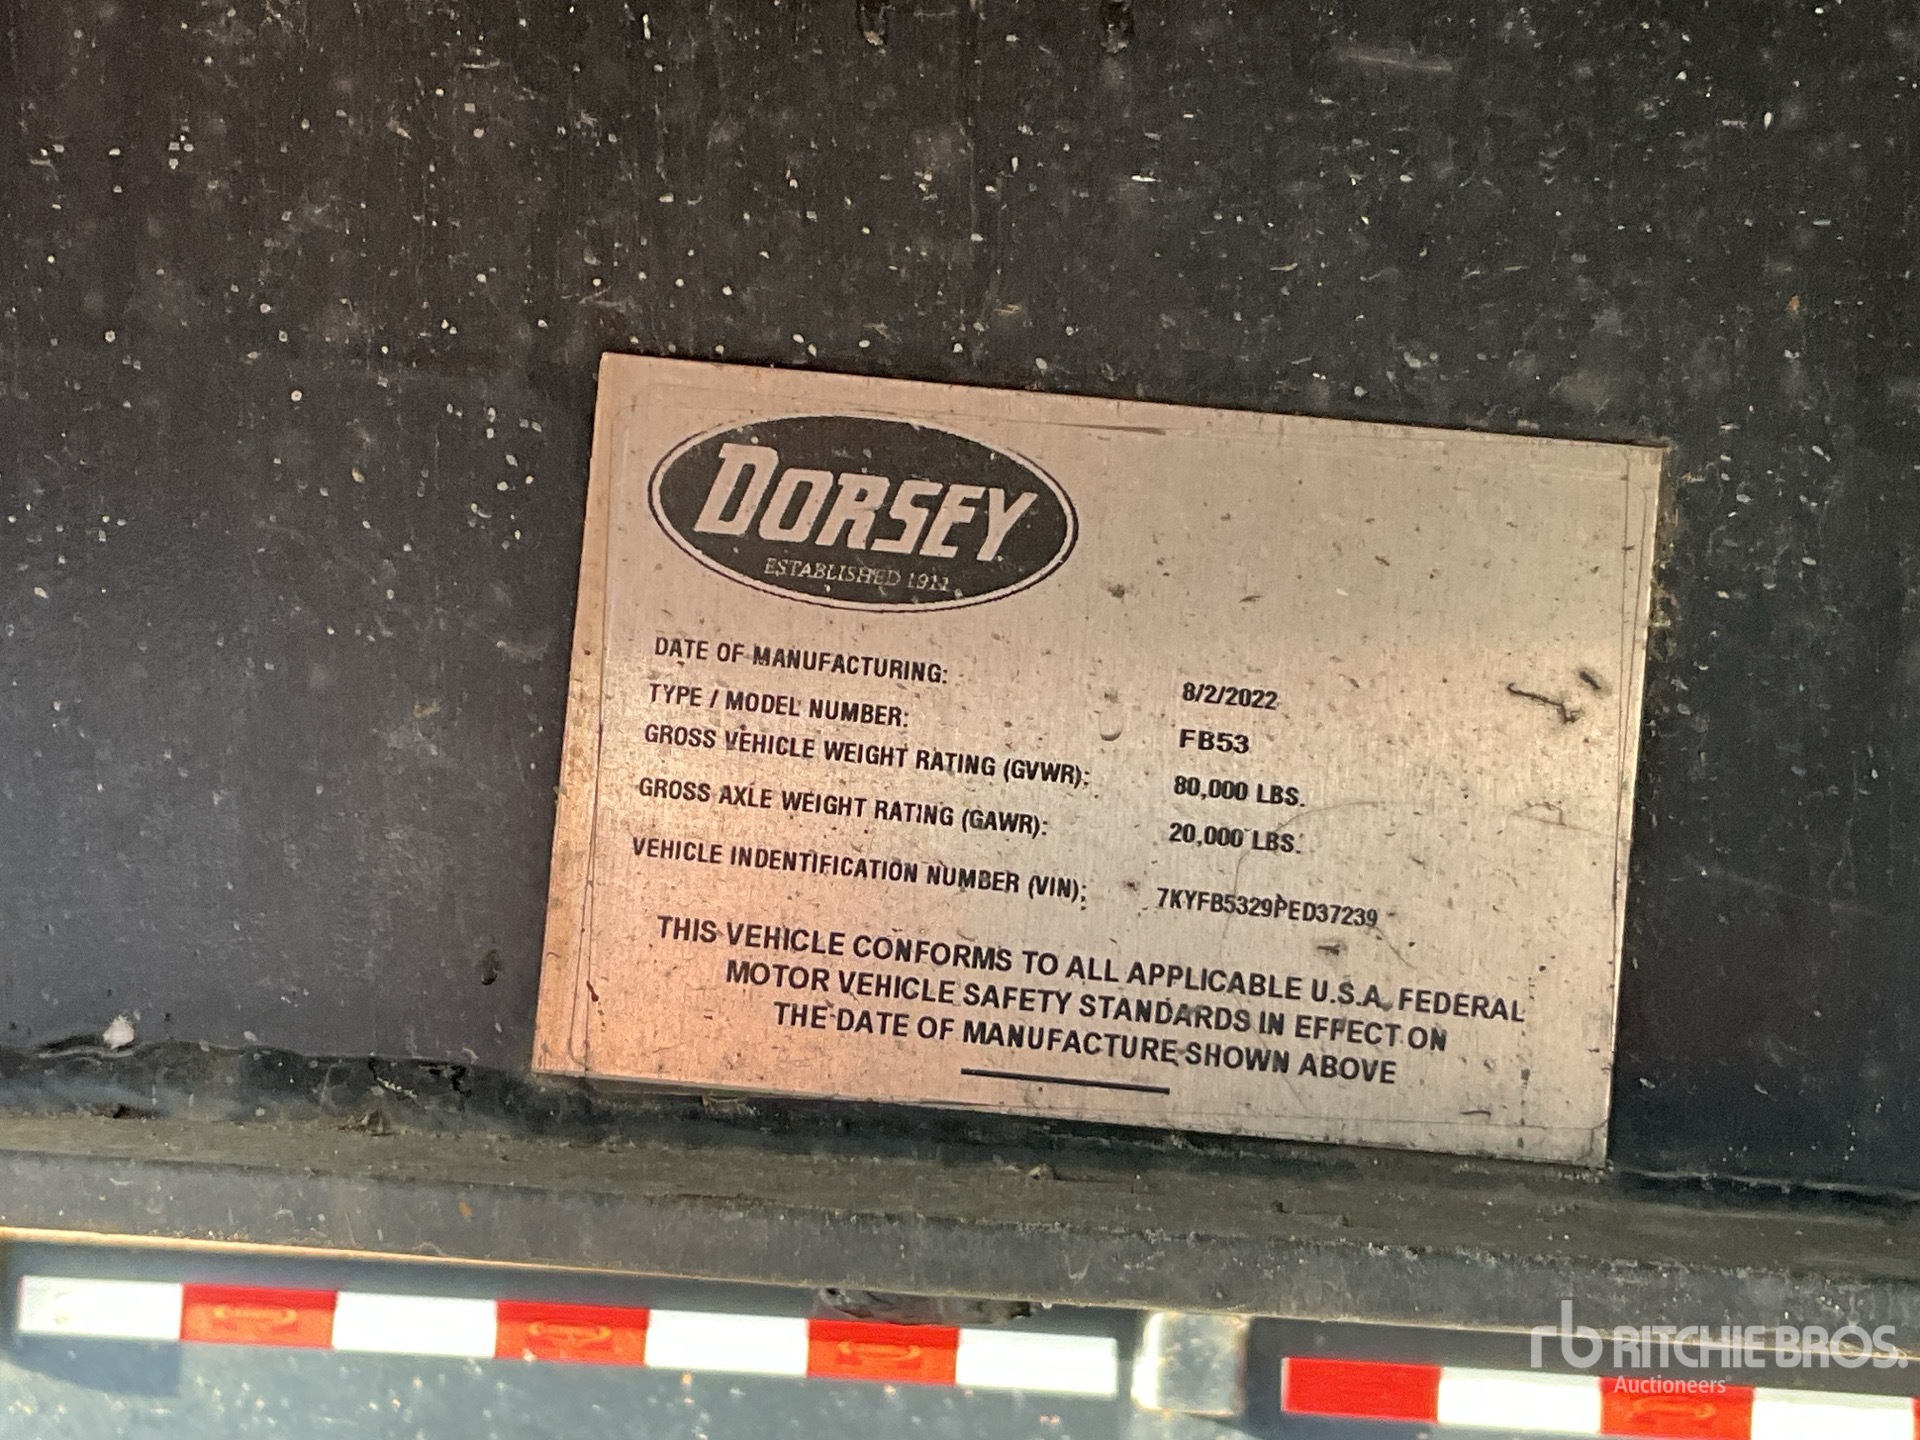 DORSEY
ESTABLISHED 1911
DATE OF MANUFACTURING: 8/2/2022
TYPE / MODEL NUMBER: FB53
GROSS VEHICLE WEIGHT RATING (GVWR): 80,000 LBS.
GROSS AXLE WEIGHT RATING (GAWR): 20,000 LBS.
VEHICLE INDENTIFICATION NUMBER (VIN): 7KYFB5329PED37239
THIS VEHICLE CONFORMS TO ALL APPLICABLE U.S.A. FEDERAL
MOTOR VEHICLE SAFETY STANDARDS IN EFFECT ON
THE DATE OF MANUFACTURE SHOWN ABOVE
rb RITCHIE BROS.
Auctioneers